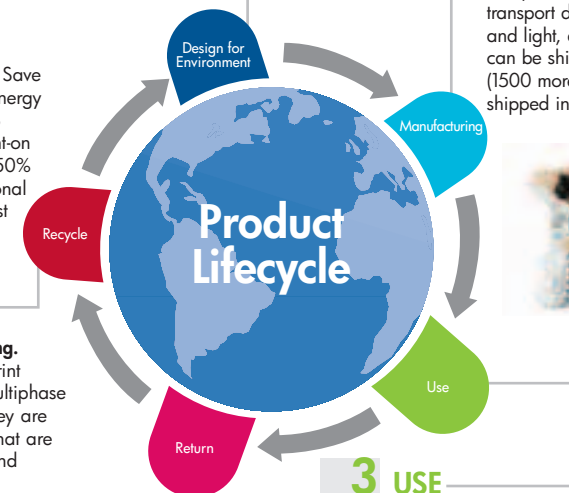 transport d
and light,
can be shi
(1500 more
shipped in
Save
nergy
t-on
50%
onal
st
Design for
Environment
Manufacturing
Product
Lifecycle
Recycle
Use
Return
ng.
rint
ultiphase
ey are
hat are
nd
3 USE